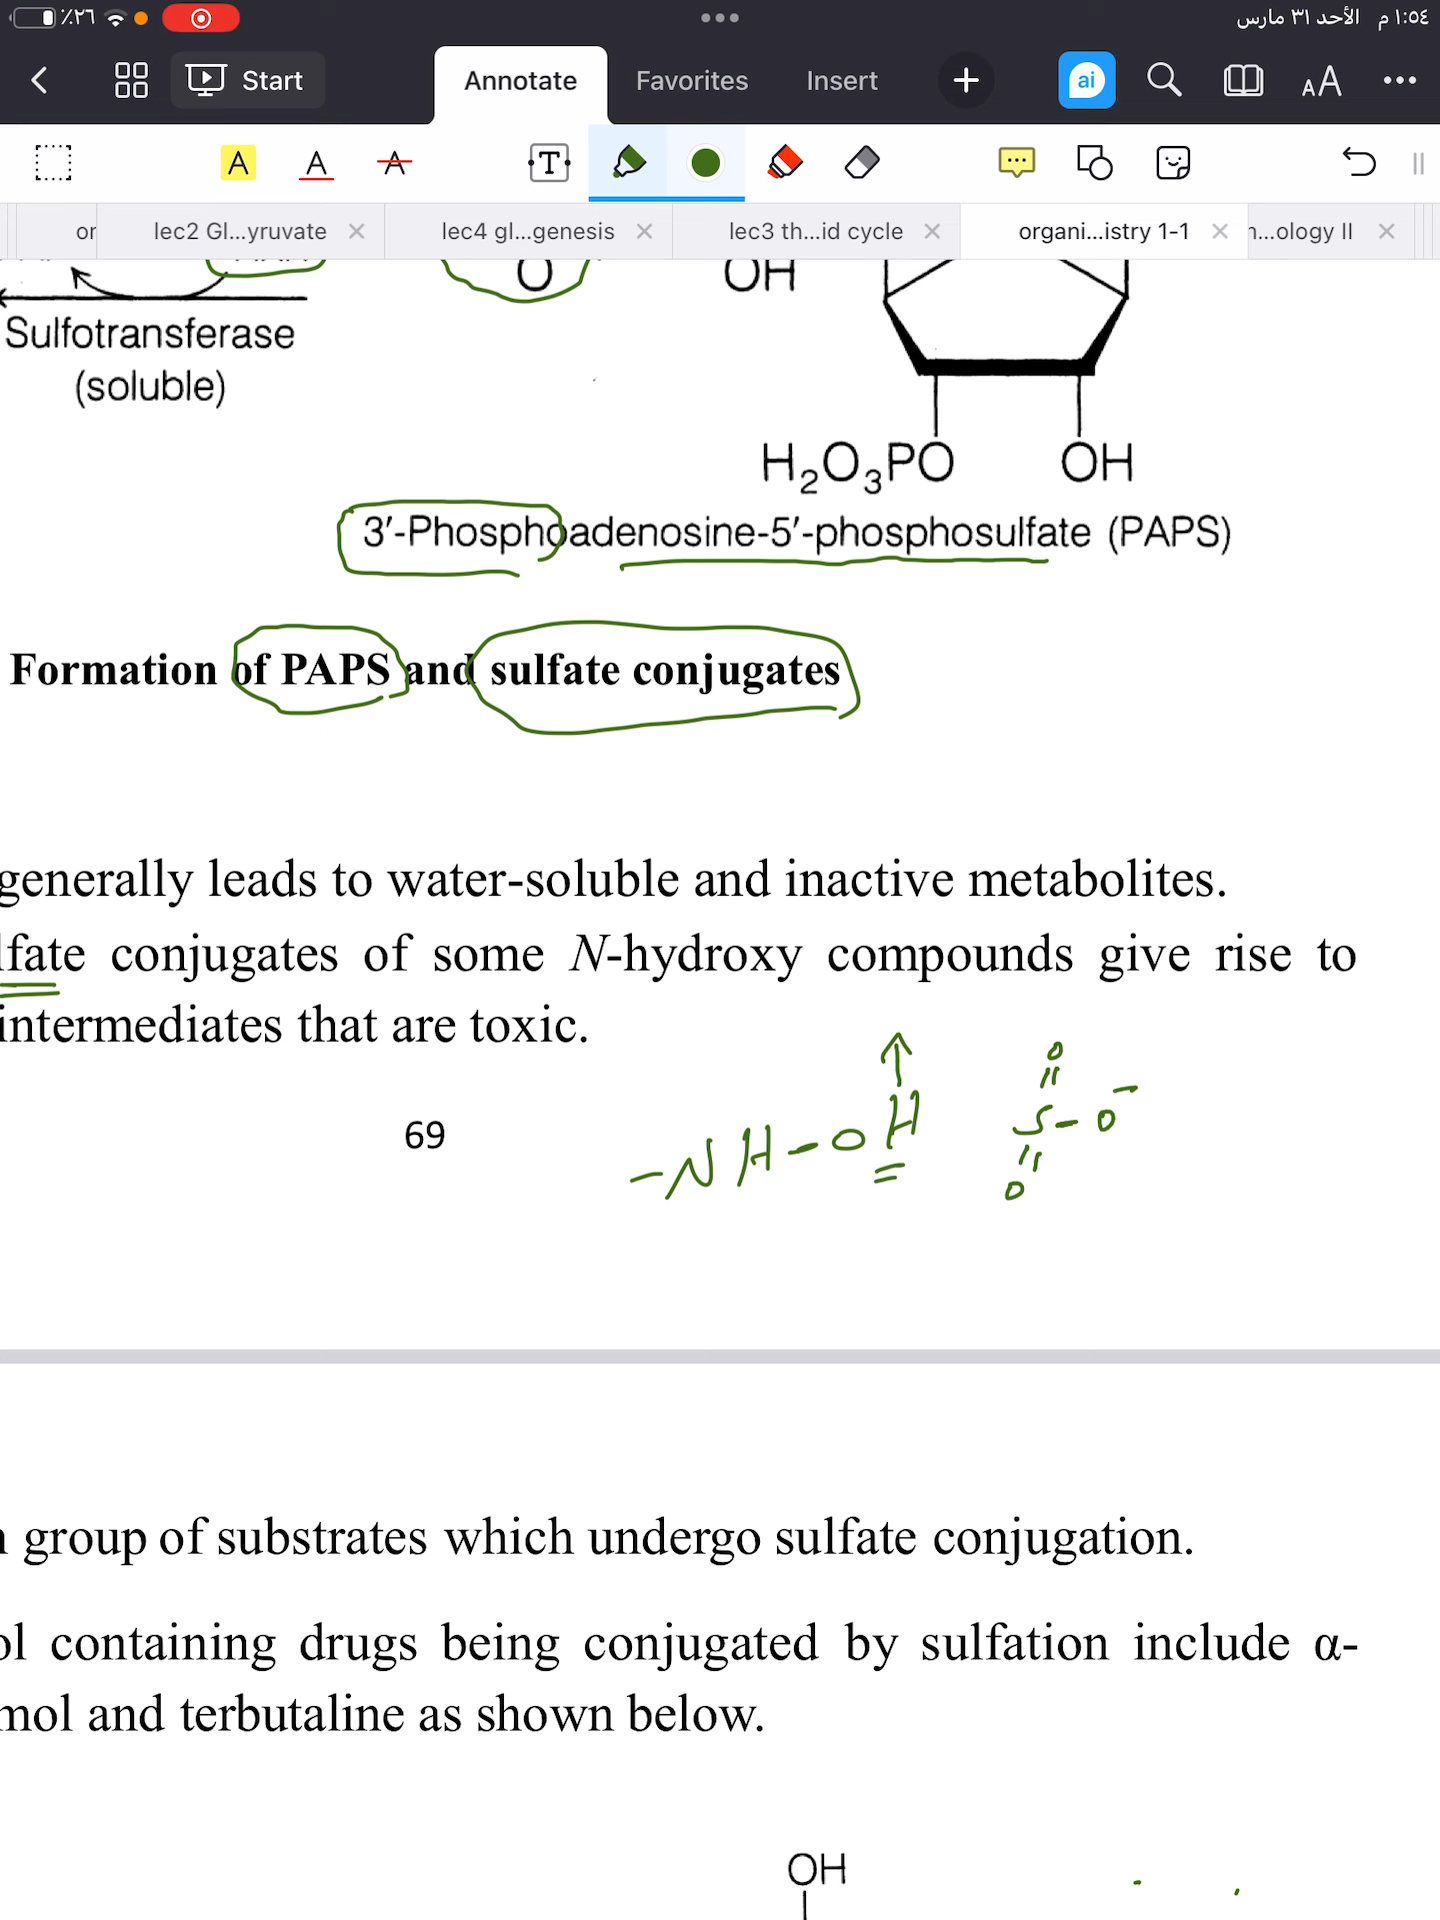 ٪٢٦ الأحد ٣١ مارس ١:٥٤ م
Start Annotate Favorites Insert + ai AA
A A A T
or lec2 Gl...yruvate × lec4 gl...genesis × lec3 th...id cycle × organi...istry 1-1 × ...ology II ×
O OH
Sulfotransferase
(soluble)
H₂O₃PO OH
3′-Phosphoadenosine-5′-phosphosulfate (PAPS)
Formation of PAPS and sulfate conjugates
generally leads to water-soluble and inactive metabolites.
lfate conjugates of some N-hydroxy compounds give rise to
intermediates that are toxic.
O
S-O⁻
O
-NH-OH
69
group of substrates which undergo sulfate conjugation.
ol containing drugs being conjugated by sulfation include α-
mol and terbutaline as shown below.
OH